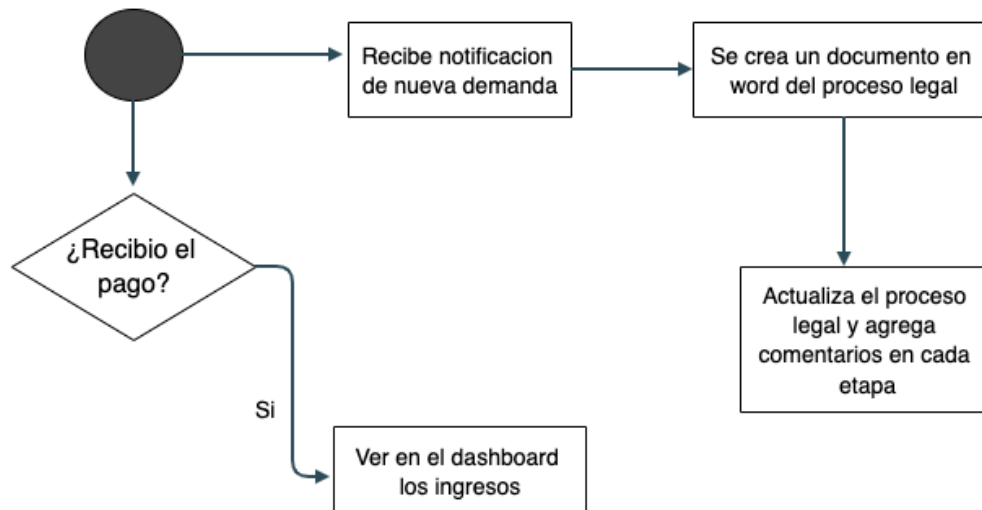 Recibe notificacion
de nueva demanda
Se crea un documento en
word del proceso legal
¿Recibio el
pago?
Actualiza el proceso
legal y agrega
comentarios en cada
etapa
Si
Ver en el dashboard
los ingresos